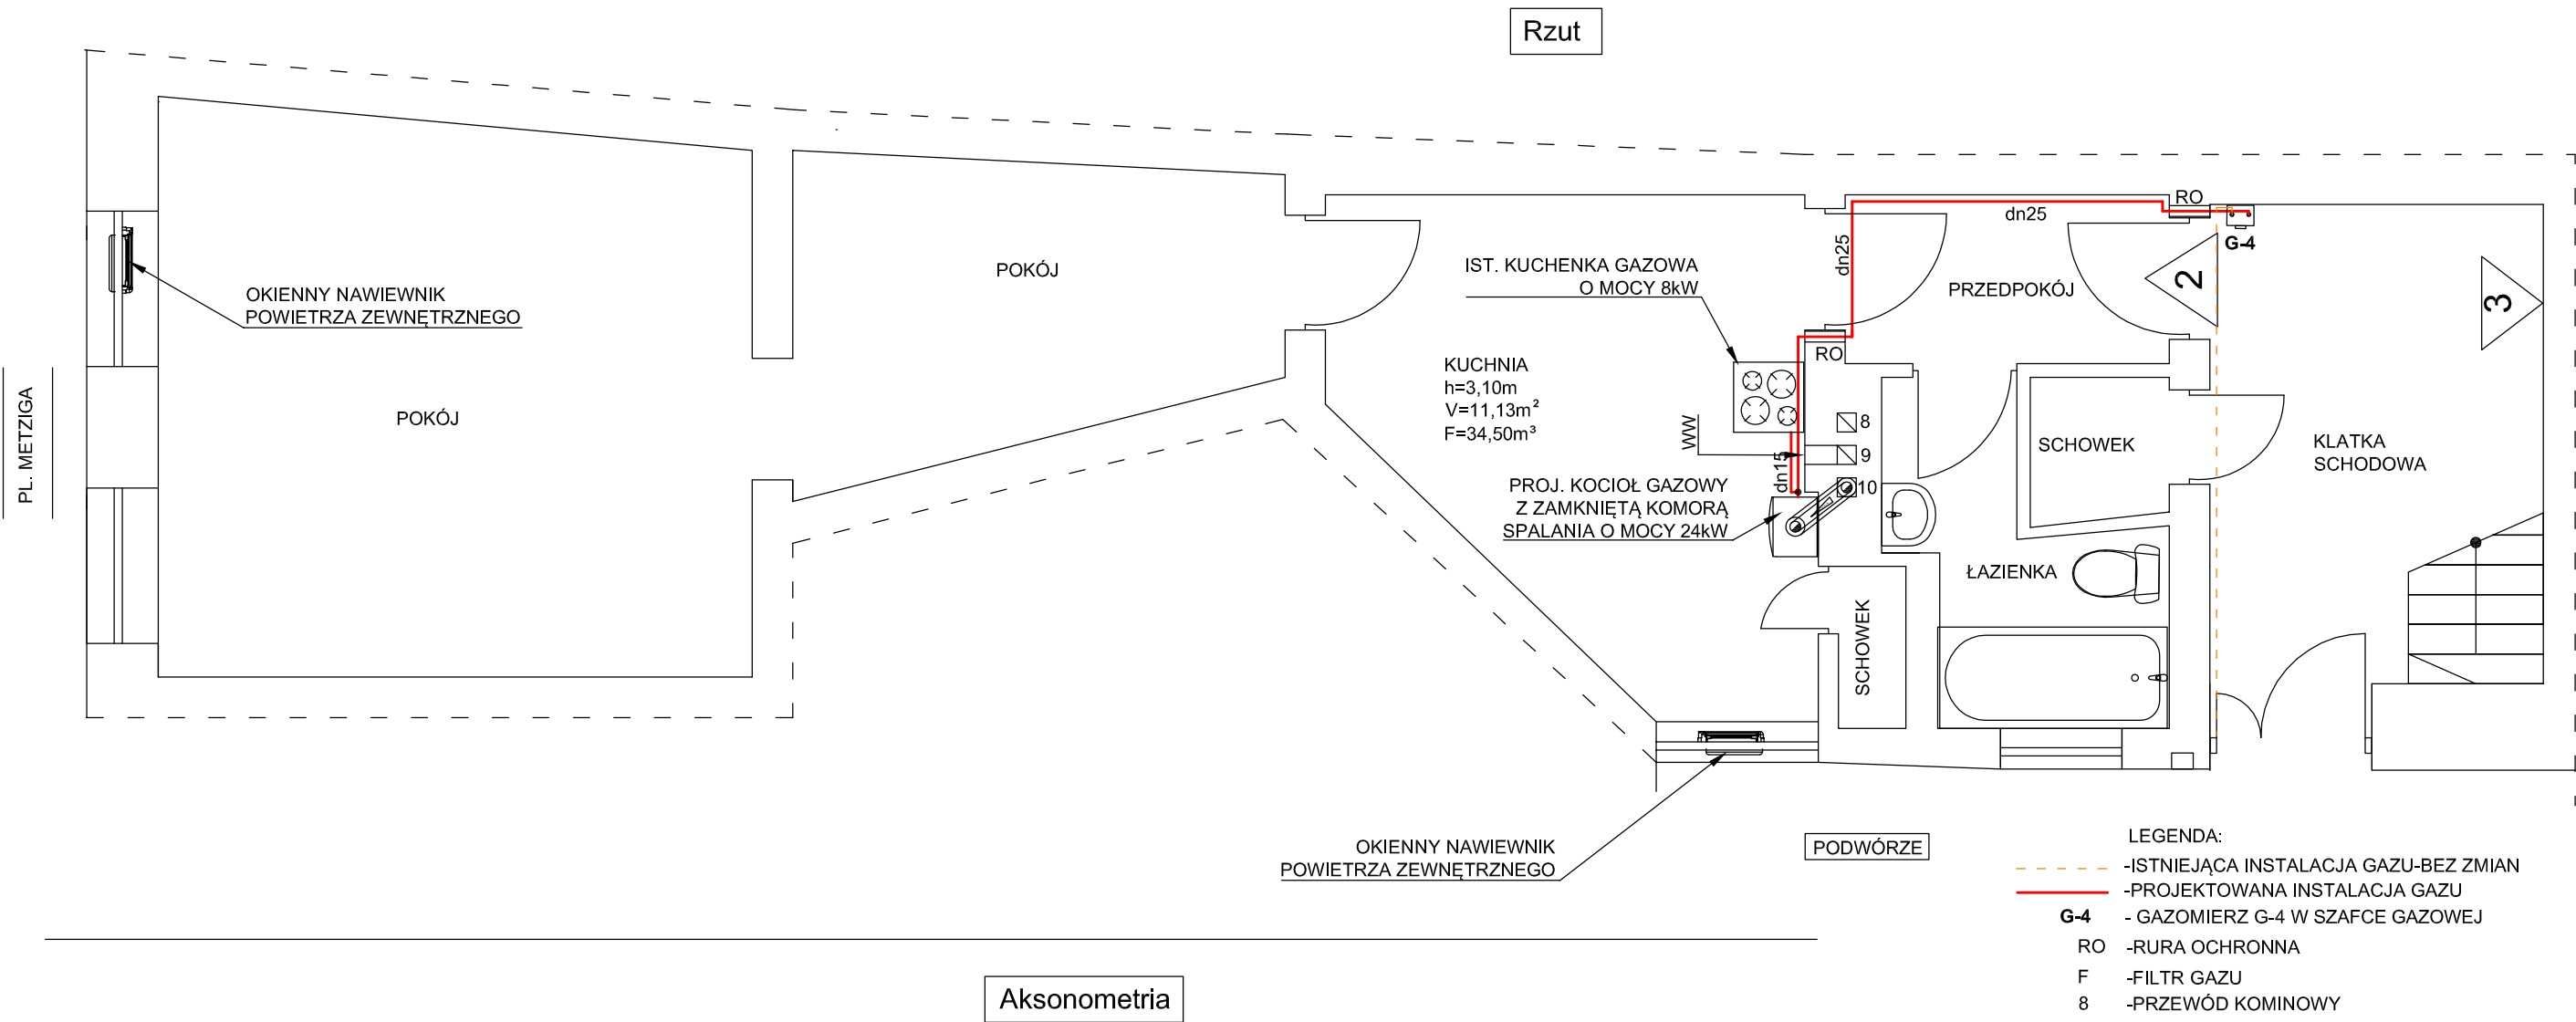 Rzut
OKIENNY NAWIEWNIK
POWIETRZA ZEWNĘTRZNEGO
PL. METZIGA
POKÓJ
POKÓJ
IST. KUCHENKA GAZOWA
O MOCY 8kW
KUCHNIA
h=3,10m
V=11,13m²
F=34,50m³
WW
dn15
PROJ. KOCIOŁ GAZOWY
Z ZAMKNIĘTĄ KOMORĄ
SPALANIA O MOCY 24kW
dn25
dn25
RO
RO
G-4
PRZEDPOKÓJ
2
3
8
9
10
SCHOWEK
KLATKA
SCHODOWA
ŁAZIENKA
SCHOWEK
OKIENNY NAWIEWNIK
POWIETRZA ZEWNĘTRZNEGO
PODWÓRZE
LEGENDA:
-ISTNIEJĄCA INSTALACJA GAZU-BEZ ZMIAN
-PROJEKTOWANA INSTALACJA GAZU
G-4 - GAZOMIERZ G-4 W SZAFCE GAZOWEJ
RO -RURA OCHRONNA
F -FILTR GAZU
8 -PRZEWÓD KOMINOWY
Aksonometria